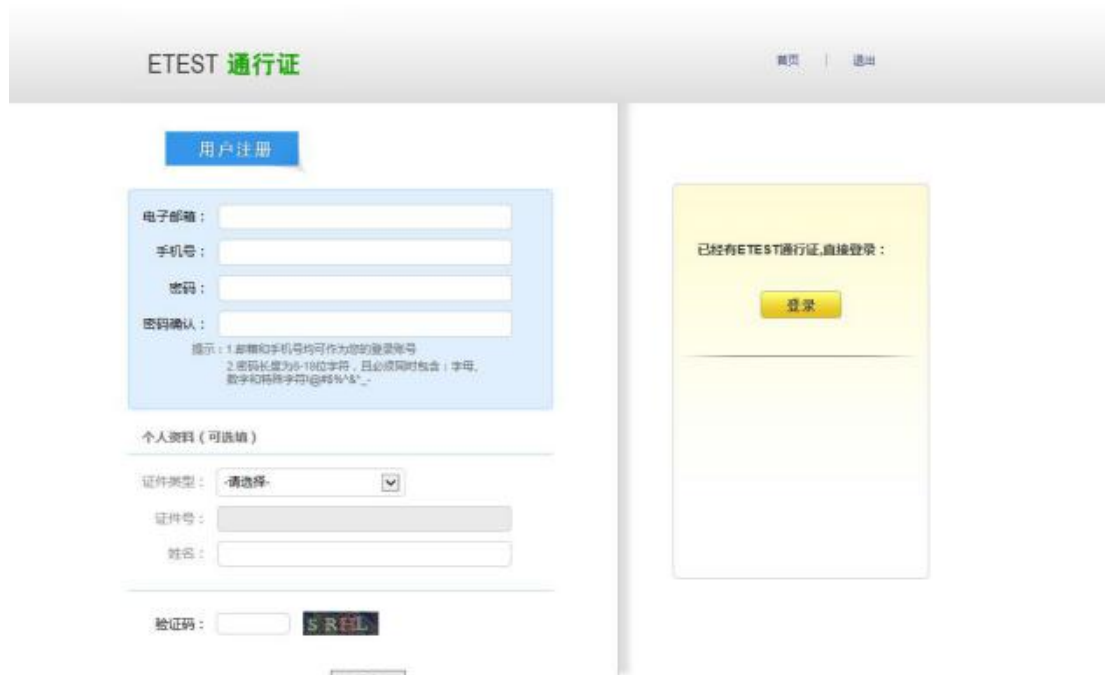 ETEST 通行证
首页 | 退出
用户注册
电子邮箱：
手机号：
密码：
密码确认：
提示：1.邮箱和手机号均可作为您的登录账号
2.密码长度为6-18位字符，且必须同时包含：字母、
数字和特殊字符!@#$%^&*_-
个人资料（可选填）
证件类型： -请选择-
证件号：
姓名：
验证码： SRHL
已经有ETEST通行证,直接登录：
登录